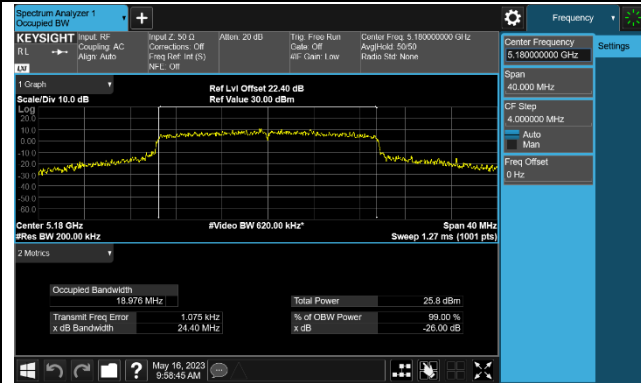 Spectrum Analyzer 1
Occupied BW
Frequency
KEYSIGHT
RL
LXI
Input: RF
Coupling: AC
Align: Auto
Input Z: 50 Ω
Corrections: Off
Freq Ref: Int (S)
NFE: Off
Atten: 20 dB
Trig: Free Run
Gate: Off
#IF Gain: Low
Center Freq: 5.180000000 GHz
Avg|Hold: 50/50
Radio Std: None
Center Frequency
5.180000000 GHz
Settings
Span
40.000 MHz
CF Step
4.000000 MHz
Auto
Man
Freq Offset
0 Hz
1 Graph
Scale/Div 10.0 dB
Ref Lvl Offset 22.40 dB
Ref Value 30.00 dBm
Log
20.0
10.0
0.00
-10.0
-20.0
-30.0
-40.0
-50.0
-60.0
Center 5.18 GHz
#Video BW 620.00 kHz*
Span 40 MHz
#Res BW 200.00 kHz
Sweep 1.27 ms (1001 pts)
2 Metrics
Occupied Bandwidth
18.976 MHz
Total Power
25.8 dBm
Transmit Freq Error
1.075 kHz
% of OBW Power
99.00 %
x dB Bandwidth
24.40 MHz
x dB
-26.00 dB
May 16, 2023
9:58:45 AM